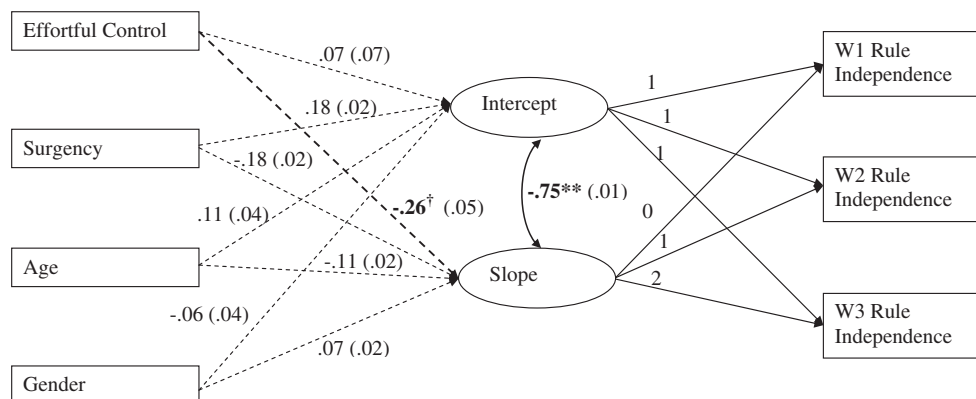 Effortful Control
Surgency
Age
Gender
.07 (.07)
.18 (.02)
-.18 (.02)
-.26† (.05)
.11 (.04)
-.11 (.02)
-.06 (.04)
.07 (.02)
Intercept
-.75** (.01)
Slope
1
1
1
0
1
2
W1 Rule
Independence
W2 Rule
Independence
W3 Rule
Independence